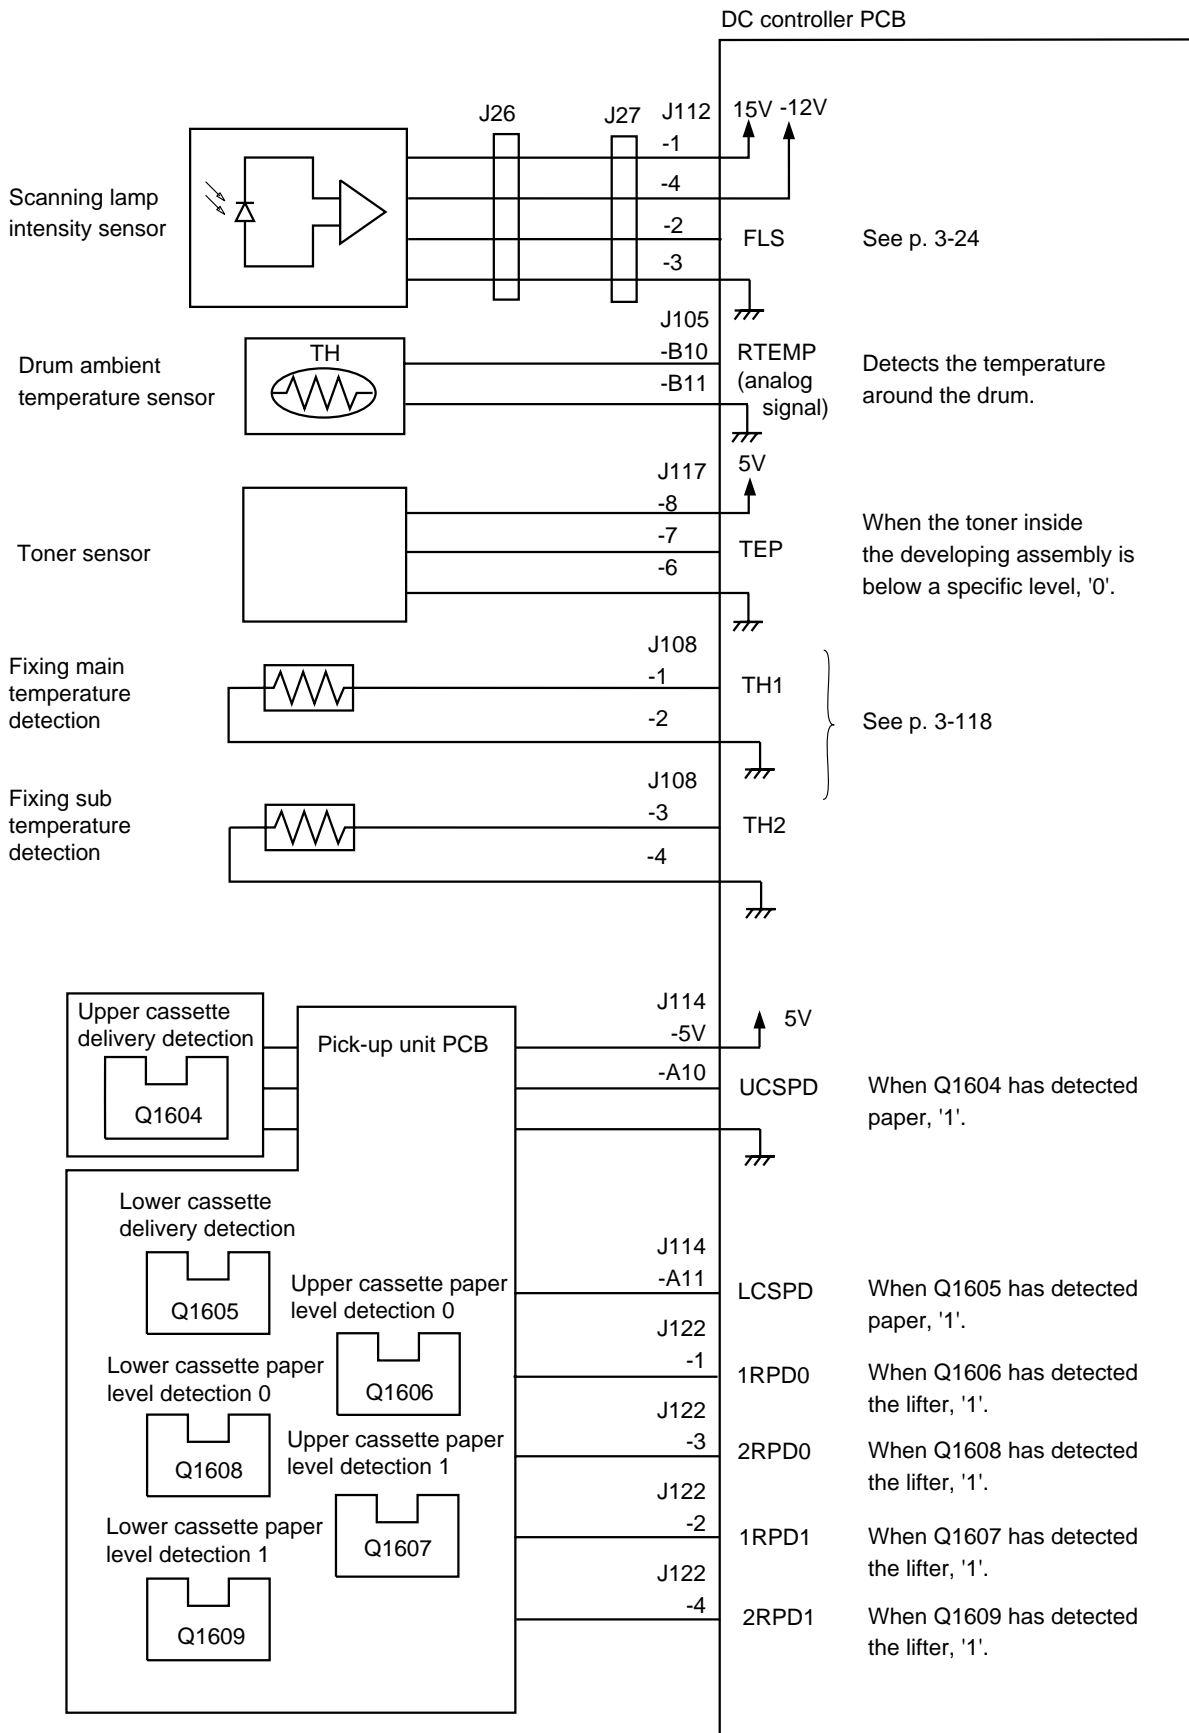 DC controller PCB
J26
J27
J112
15V
-12V
-1
-4
-2
-3
Scanning lamp
intensity sensor
FLS
See p. 3-24
J105
-B10
-B11
TH
Drum ambient
temperature sensor
RTEMP
(analog
signal)
Detects the temperature
around the drum.
J117
5V
-8
-7
-6
Toner sensor
TEP
When the toner inside
the developing assembly is
below a specific level, '0'.
Fixing main
temperature
detection
J108
-1
-2
TH1
See p. 3-118
Fixing sub
temperature
detection
J108
-3
-4
TH2
Upper cassette
delivery detection
Q1604
Pick-up unit PCB
J114
-5V
5V
-A10
UCSPD
When Q1604 has detected
paper, '1'.
Lower cassette
delivery detection
Q1605
J114
-A11
LCSPD
When Q1605 has detected
paper, '1'.
Upper cassette paper
level detection 0
Q1606
J122
-1
1RPD0
When Q1606 has detected
the lifter, '1'.
Lower cassette paper
level detection 0
Q1608
J122
-3
2RPD0
When Q1608 has detected
the lifter, '1'.
Upper cassette paper
level detection 1
Q1607
J122
-2
1RPD1
When Q1607 has detected
the lifter, '1'.
Lower cassette paper
level detection 1
Q1609
J122
-4
2RPD1
When Q1609 has detected
the lifter, '1'.